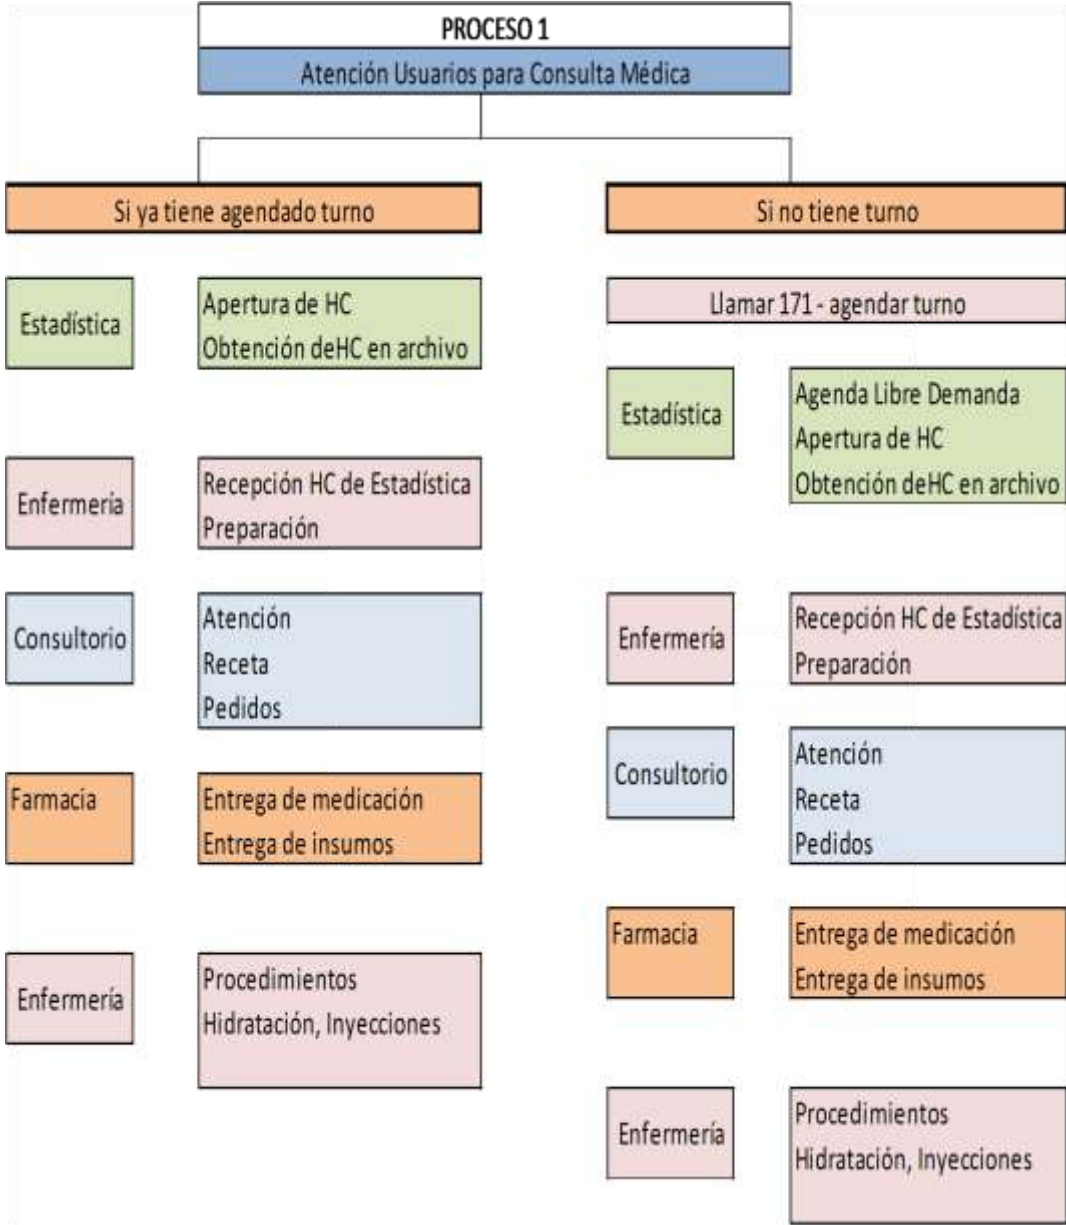 PROCESO 1
Atención Usuarios para Consulta Médica
Si ya tiene agendado turno
Estadística
Apertura de HC
Obtención deHC en archivo
Enfermería
Recepción HC de Estadística
Preparación
Consultorio
Atención
Receta
Pedidos
Farmacia
Entrega de medicación
Entrega de insumos
Enfermería
Procedimientos
Hidratación, Inyecciones
Si no tiene turno
Llamar 171 - agendar turno
Estadística
Agenda Libre Demanda
Apertura de HC
Obtención deHC en archivo
Enfermería
Recepción HC de Estadística
Preparación
Consultorio
Atención
Receta
Pedidos
Farmacia
Entrega de medicación
Entrega de insumos
Enfermería
Procedimientos
Hidratación, Inyecciones